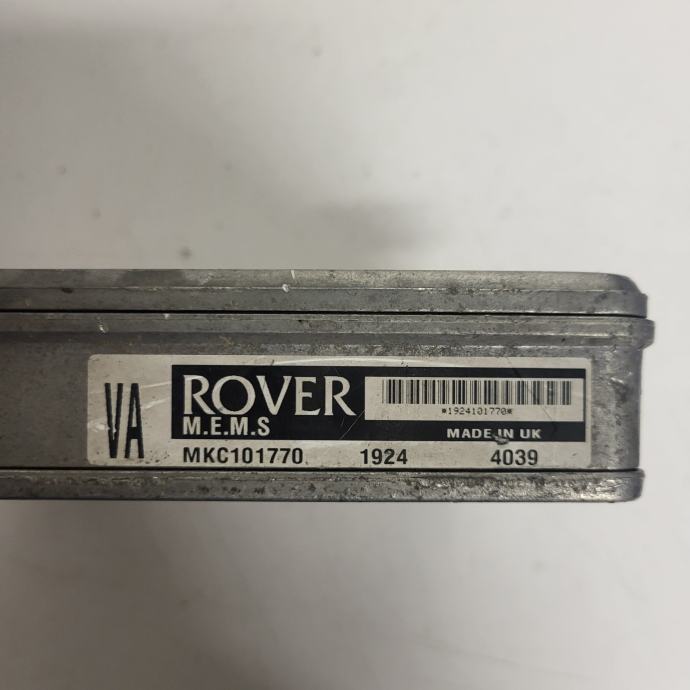 VA
ROVER
M.E.M.S
*1924101770*
MADE IN UK
MKC101770 1924 4039